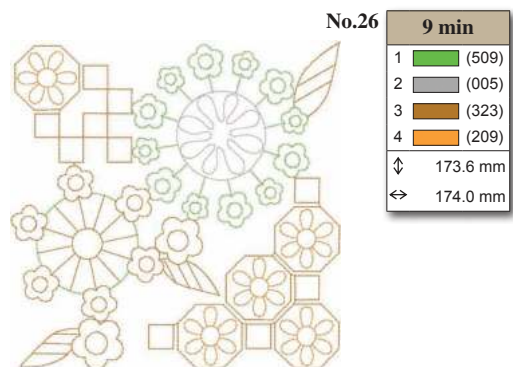 No.26
9 min
1 (509)
2 (005)
3 (323)
4 (209)
↕ 173.6 mm
↔ 174.0 mm